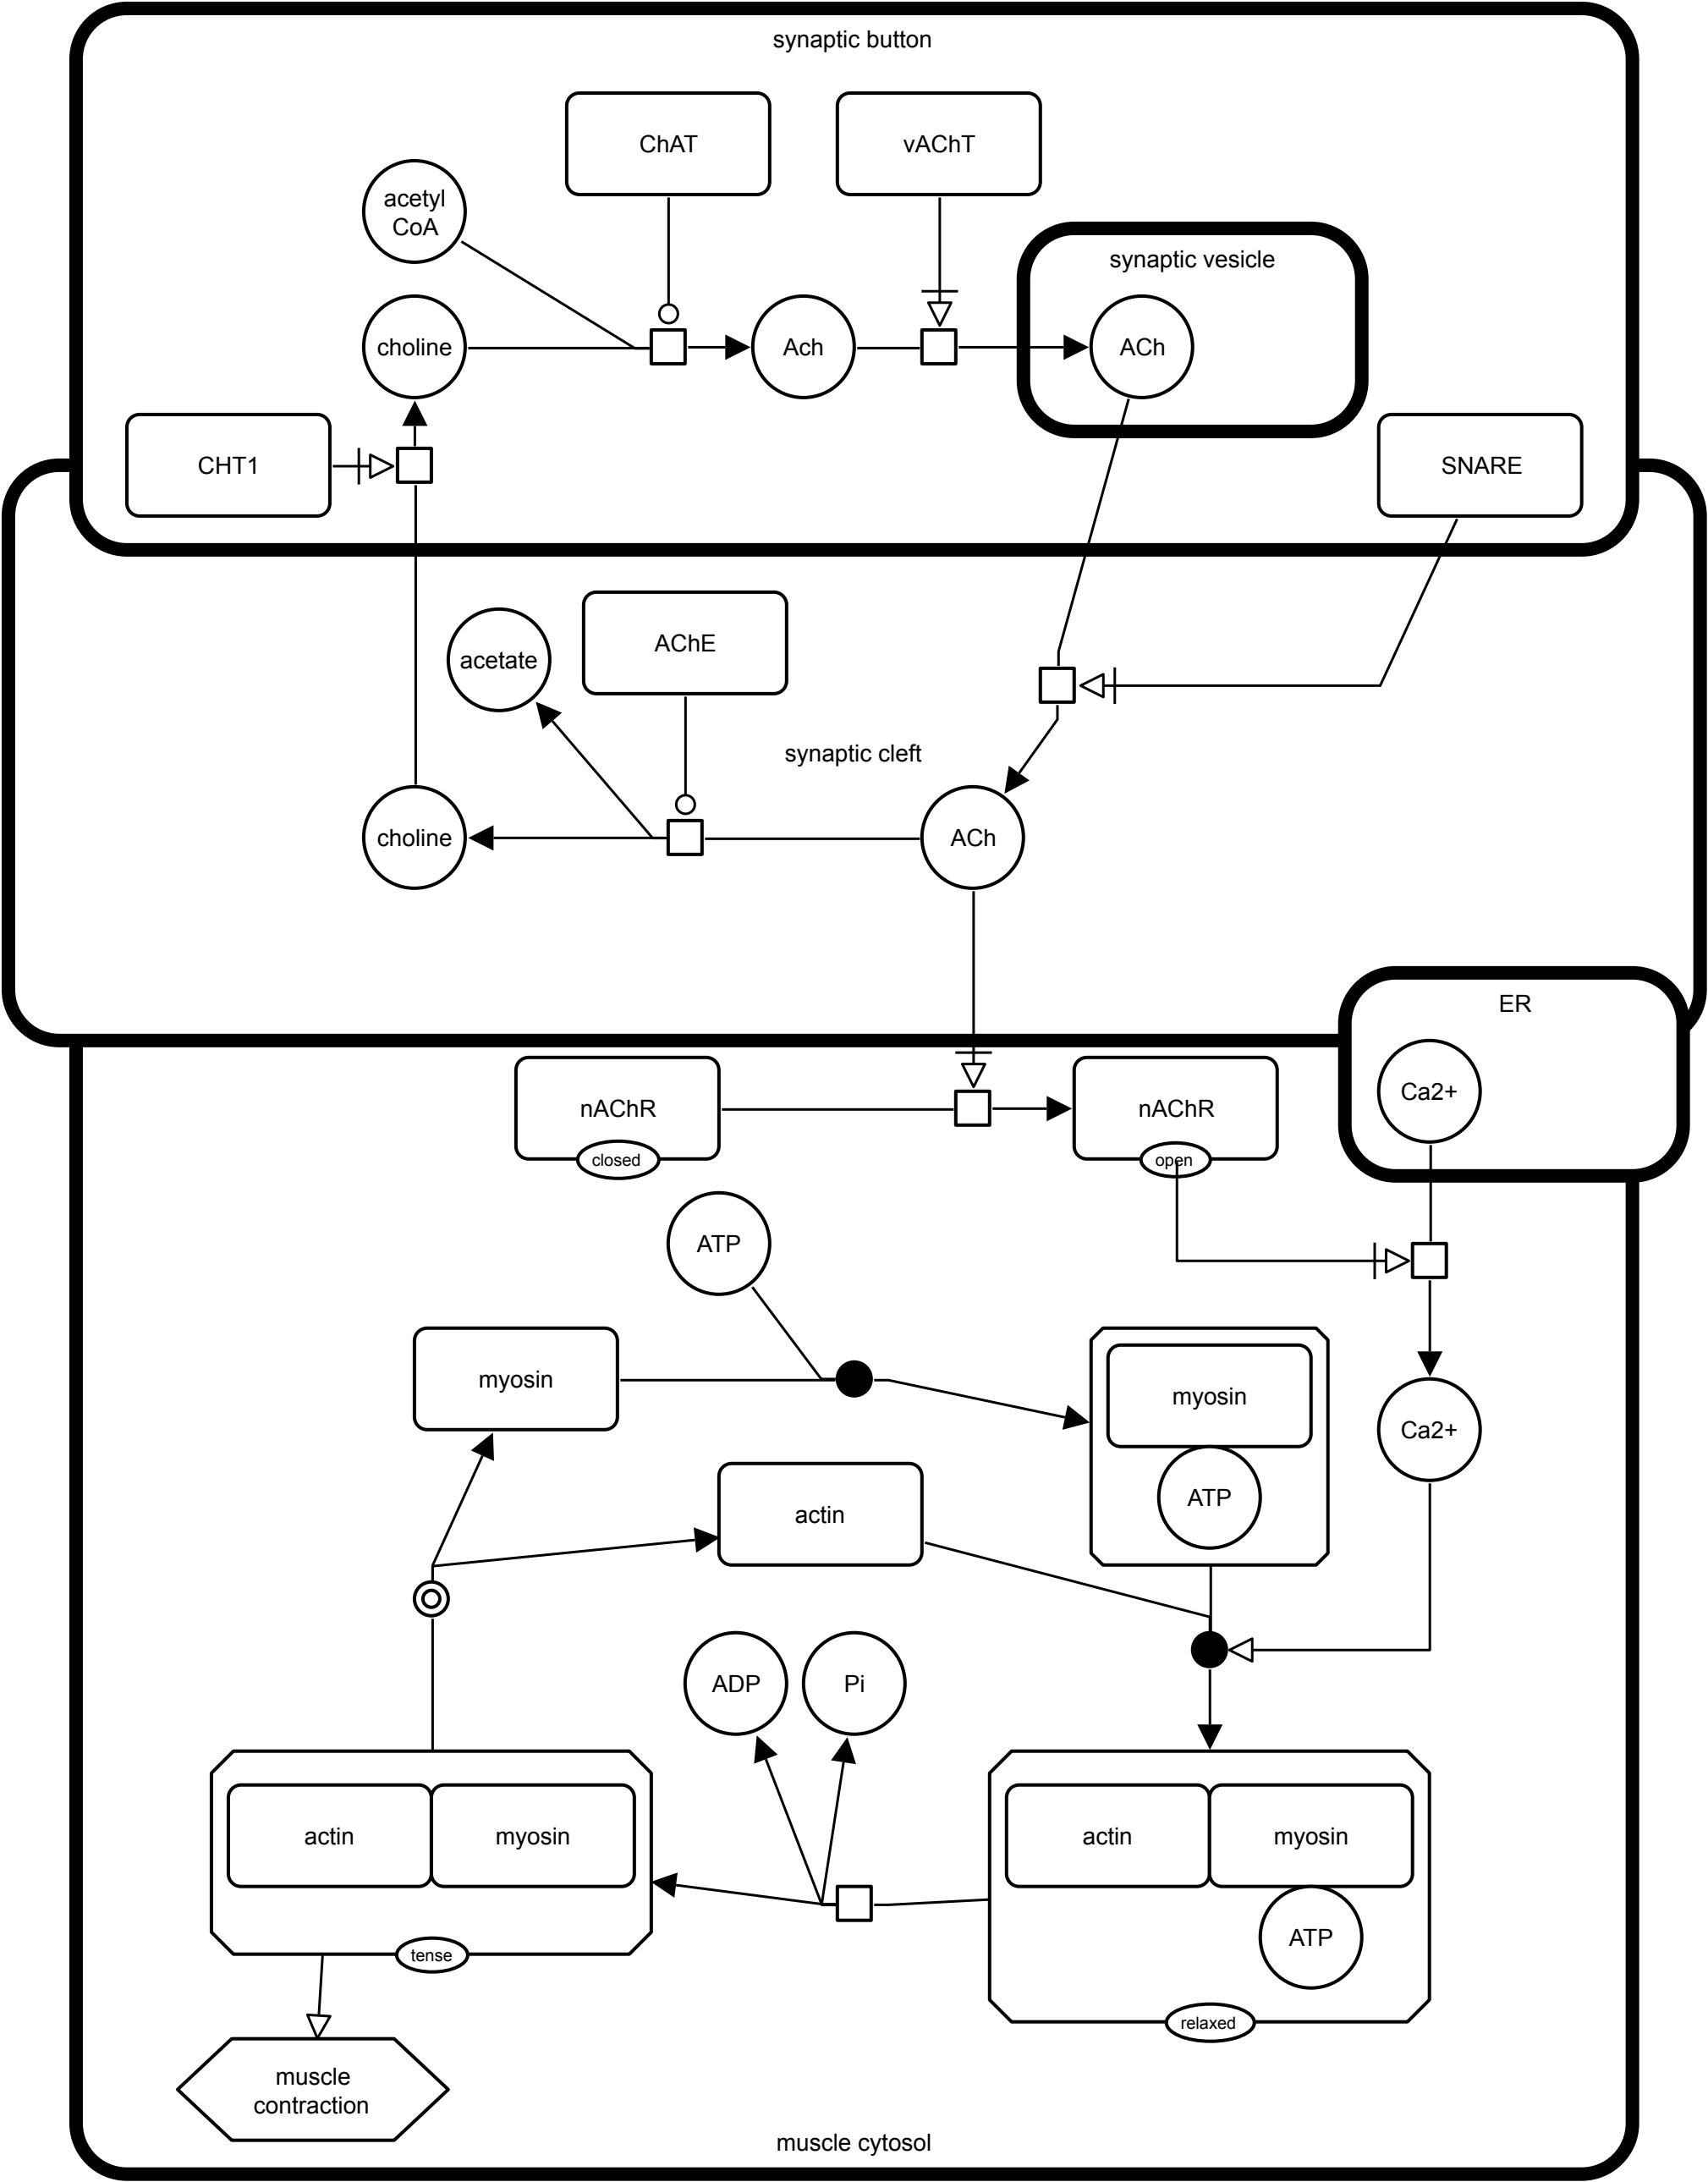 synaptic button
ChAT
vAChT
acetyl
CoA
synaptic vesicle
choline
Ach
ACh
CHT1
SNARE
AChE
acetate
synaptic cleft
choline
ACh
ER
Ca2+
nAChR
closed
nAChR
open
ATP
myosin
myosin
ATP
Ca2+
actin
ADP
Pi
actin
myosin
tense
actin
myosin
ATP
relaxed
muscle
contraction
muscle cytosol